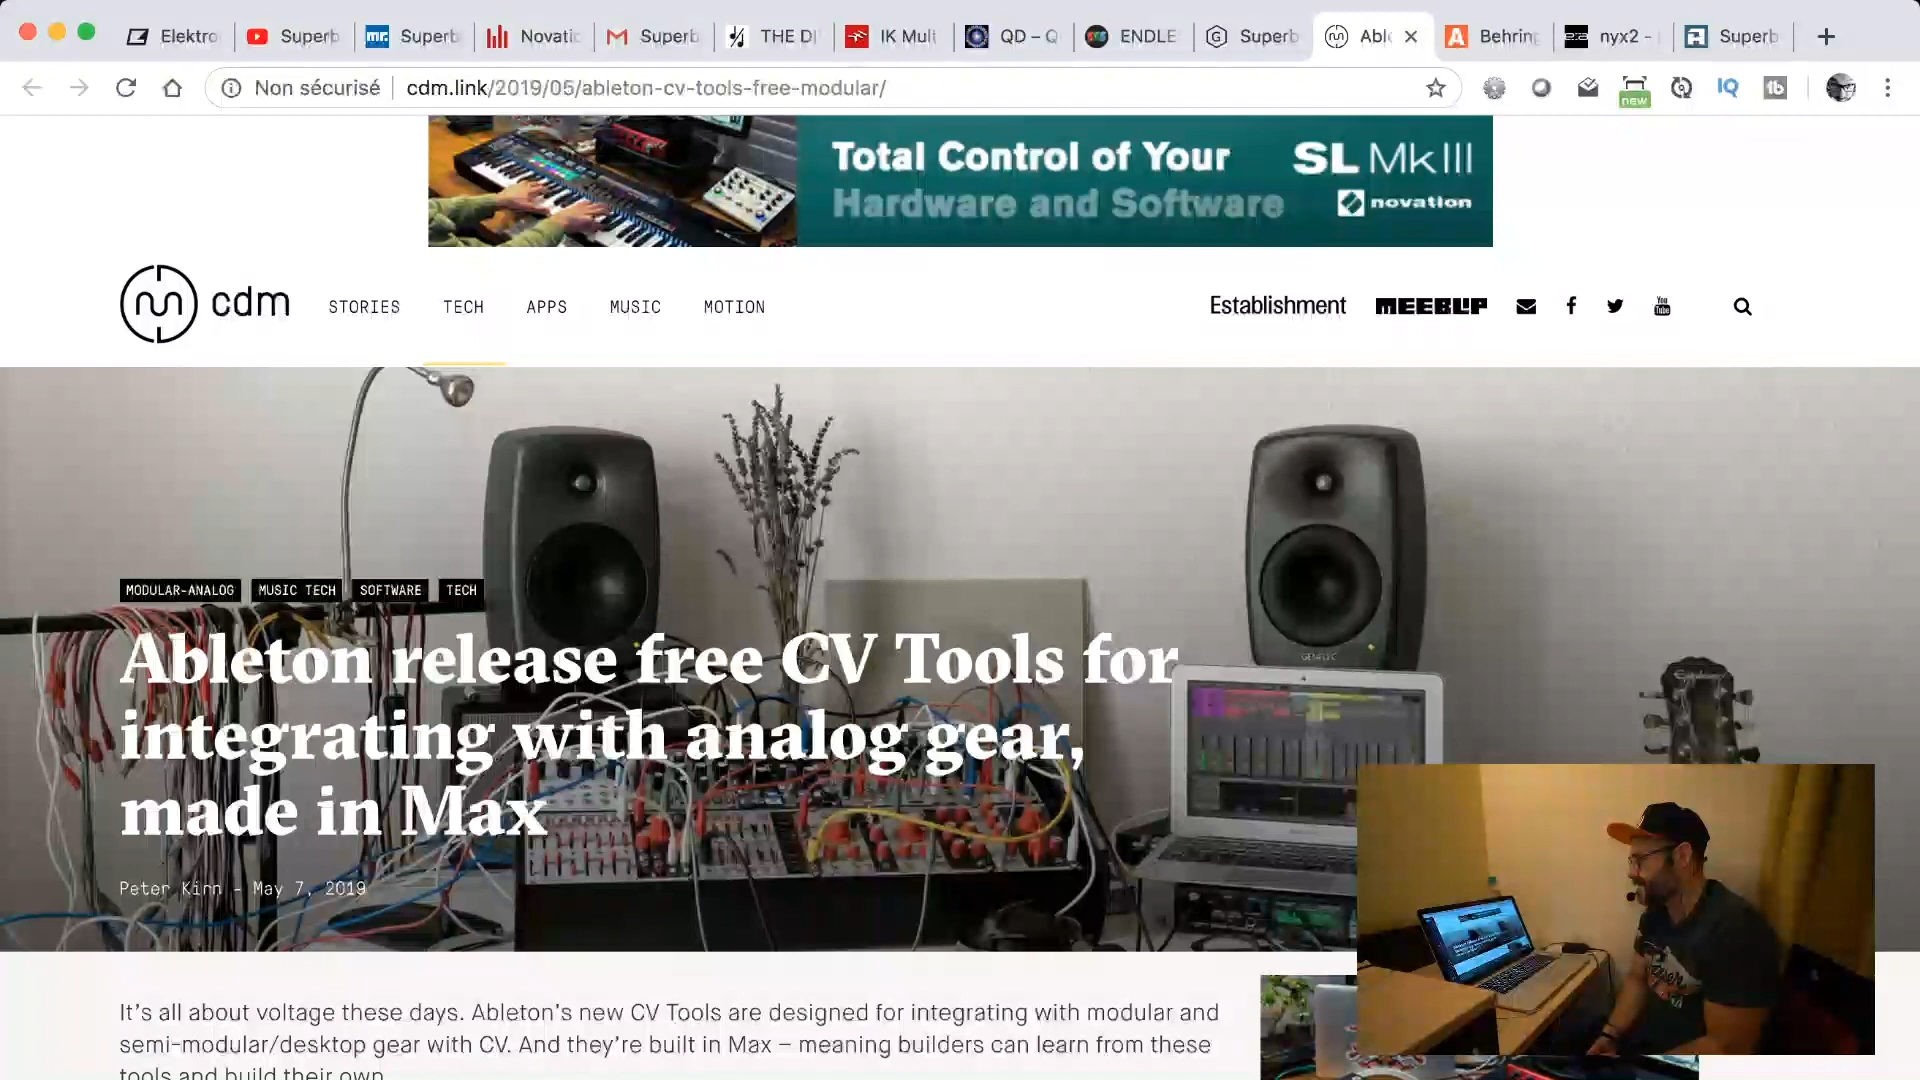 Elektro
Superb
mr.
Superb
Novatio
Superb
THE DI
IK Mult
QD – Q
ENDLE
Superb
Able
Behring
nyx2 –
Superb
Non sécurisé
cdm.link/2019/05/ableton-cv-tools-free-modular/
new
IQ
Total Control of Your
Hardware and Software
SL MkIII
novation
cdm
STORIES
TECH
APPS
MUSIC
MOTION
Establishment
MEEBLIP
You
Tube
MODULAR-ANALOG
MUSIC TECH
SOFTWARE
TECH
Ableton release free CV Tools for
integrating with analog gear,
made in Max
Peter Kirn - May 7, 2019
GENELEC
It's all about voltage these days. Ableton's new CV Tools are designed for integrating with modular and
semi-modular/desktop gear with CV. And they're built in Max – meaning builders can learn from these
tools and build their own.